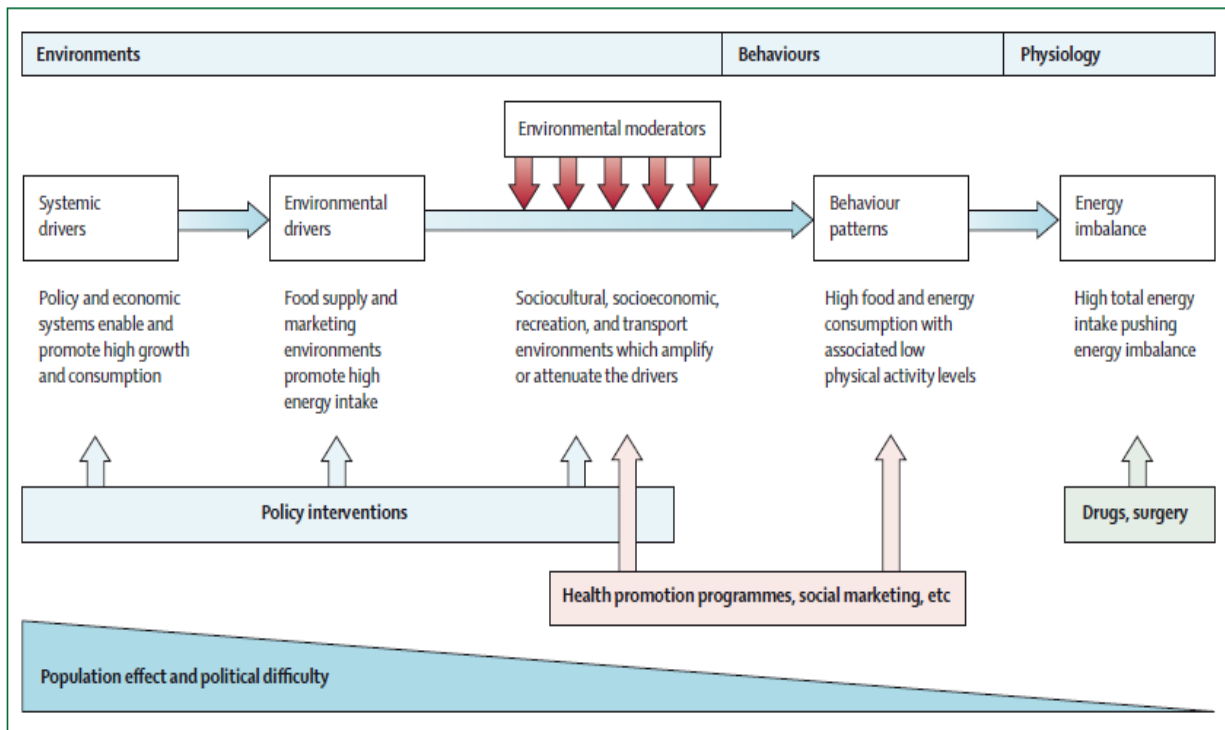 Environments
Behaviours
Physiology
Environmental moderators
Systemic
drivers
Environmental
drivers
Behaviour
patterns
Energy
imbalance
Policy and economic
systems enable and
promote high growth
and consumption
Food supply and
marketing
environments
promote high
energy intake
Sociocultural, socioeconomic,
recreation, and transport
environments which amplify
or attenuate the drivers
High food and energy
consumption with
associated low
physical activity levels
High total energy
intake pushing
energy imbalance
Policy interventions
Drugs, surgery
Health promotion programmes, social marketing, etc
Population effect and political difficulty